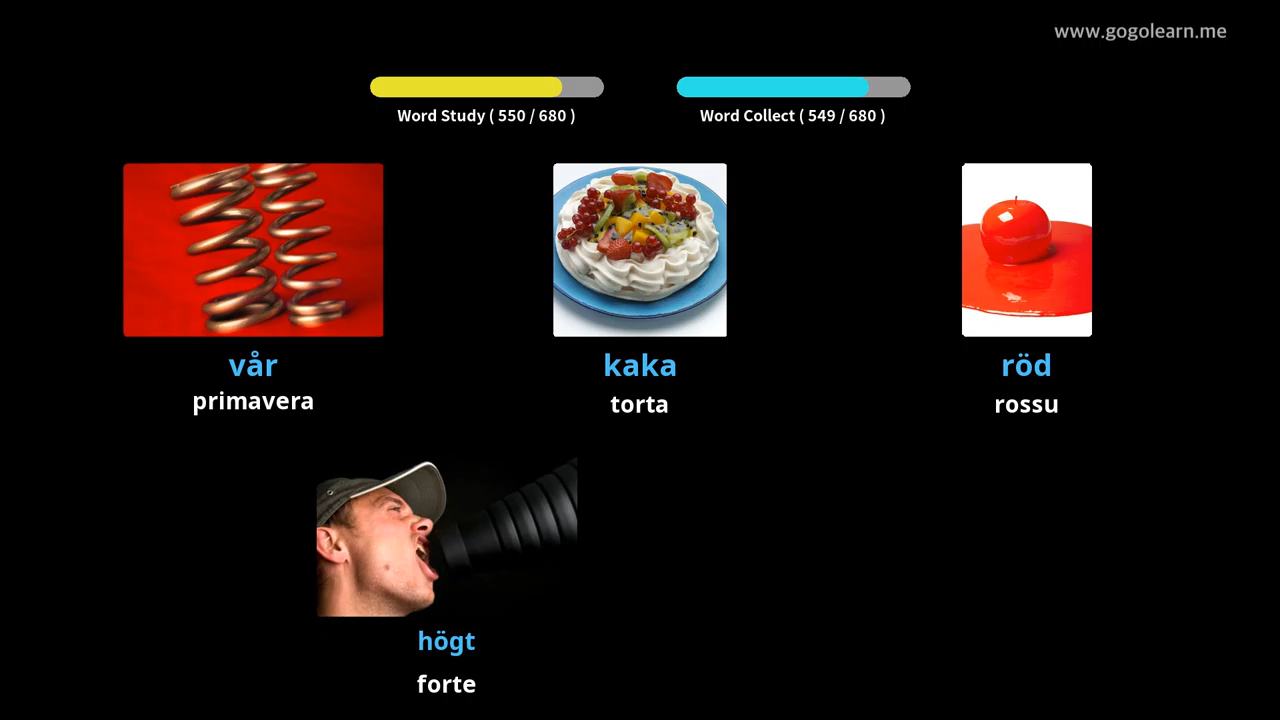 www.gogolearn.me
Word Study ( 550 / 680 )
Word Collect ( 549 / 680 )
vår
primavera
kaka
torta
röd
rossu
högt
forte